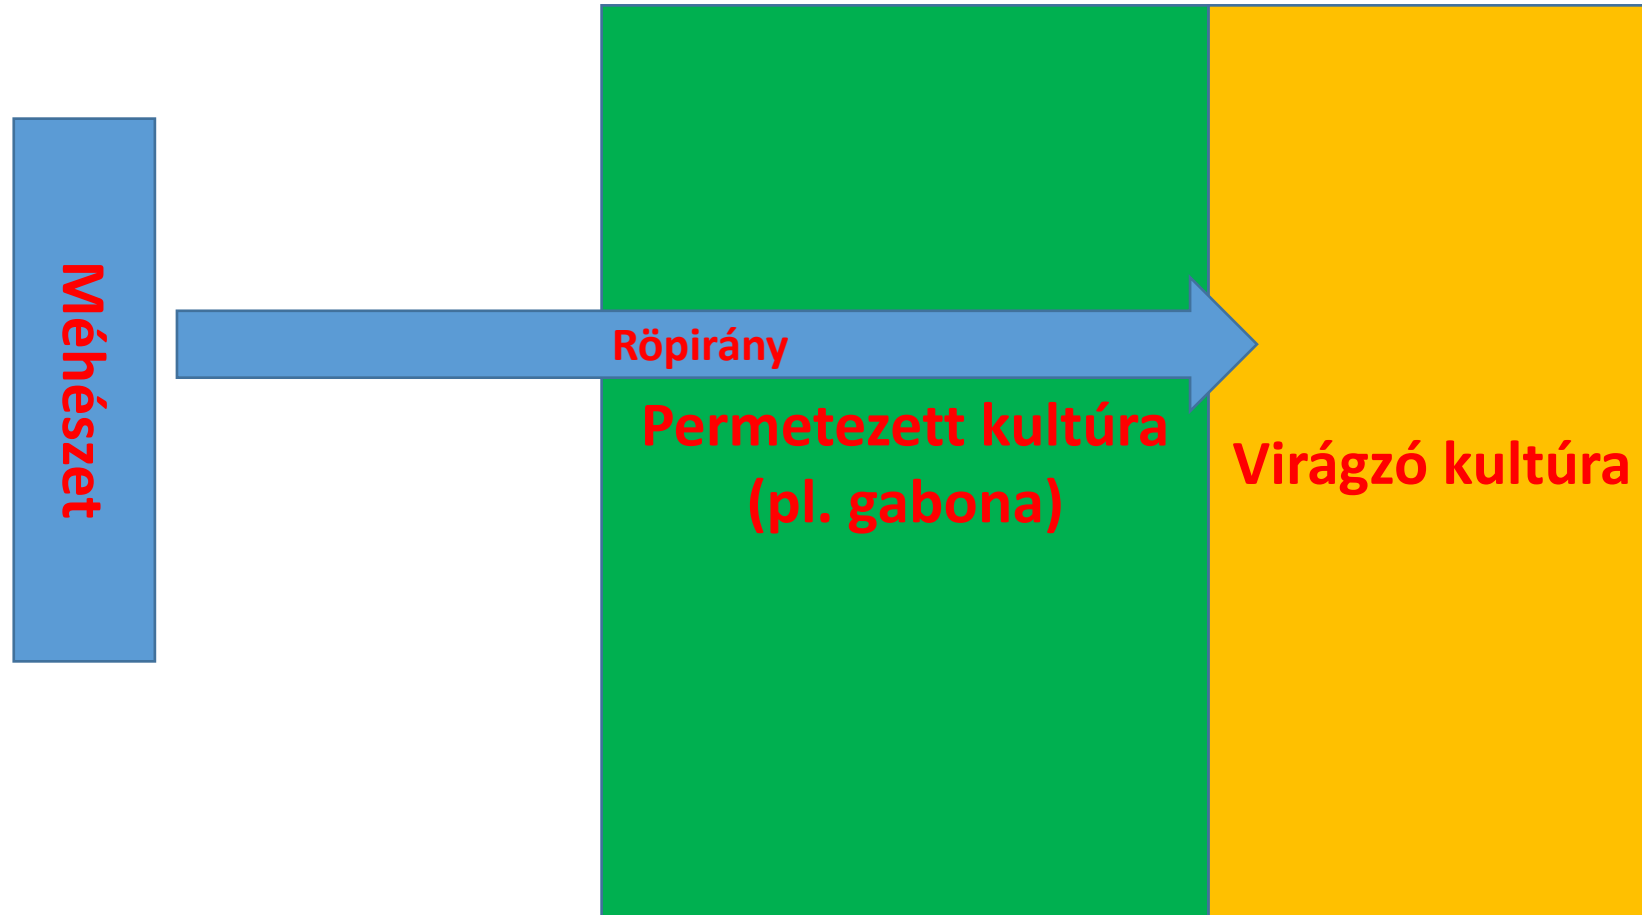 Méhészet
Röpirány
Permetezett kultúra
(pl. gabona)
Virágzó kultúra